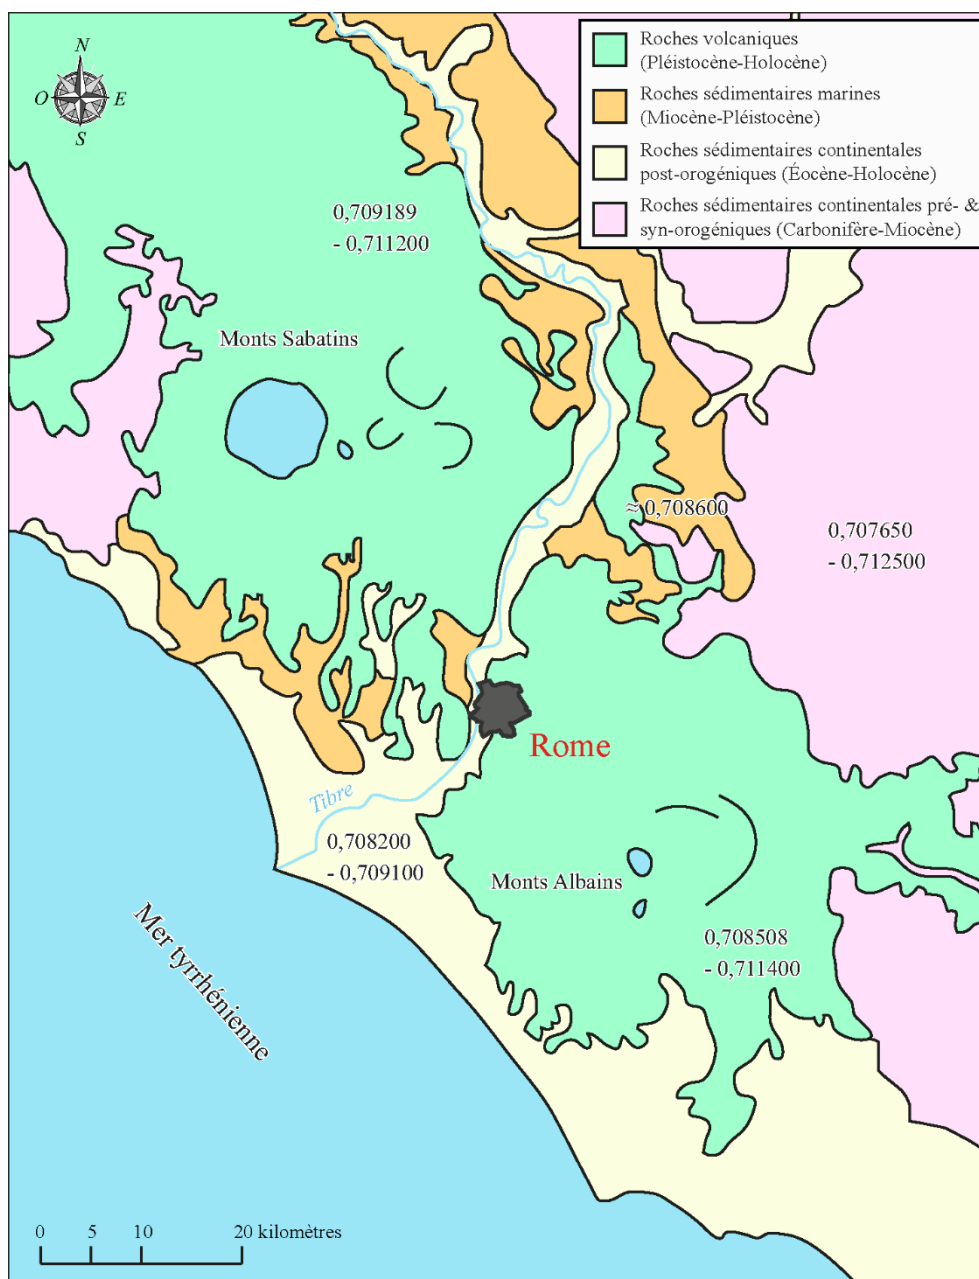 N
O
E
S
Roches volcaniques
(Pléistocène-Holocène)
Roches sédimentaires marines
(Miocène-Pléistocène)
Roches sédimentaires continentales
post-orogéniques (Éocène-Holocène)
Roches sédimentaires continentales pré- &
syn-orogéniques (Carbonifère-Miocène)
0,709189
- 0,711200
Monts Sabatins
≈ 0,708600
0,707650
- 0,712500
Rome
Tibre
0,708200
- 0,709100
Monts Albains
0,708508
- 0,711400
Mer tyrrhénienne
0 5 10 20 kilomètres